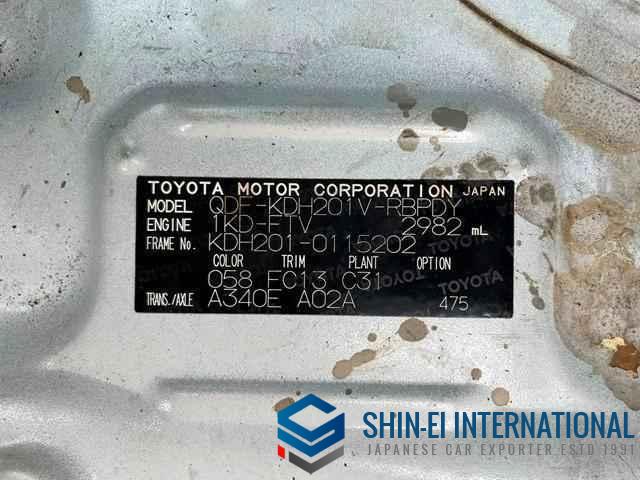 TOYOTA MOTOR CORPORATION JAPAN
MODEL QDF-KDH201V-RBPDY
ENGINE 1KD-FTV 2982 mL
FRAME No. KDH201-0115202
COLOR TRIM PLANT OPTION
058 FC13 C31
TRANS./AXLE A340E A02A 475
SHIN-EI INTERNATIONAL
JAPANESE CAR EXPORTER ESTD 1991